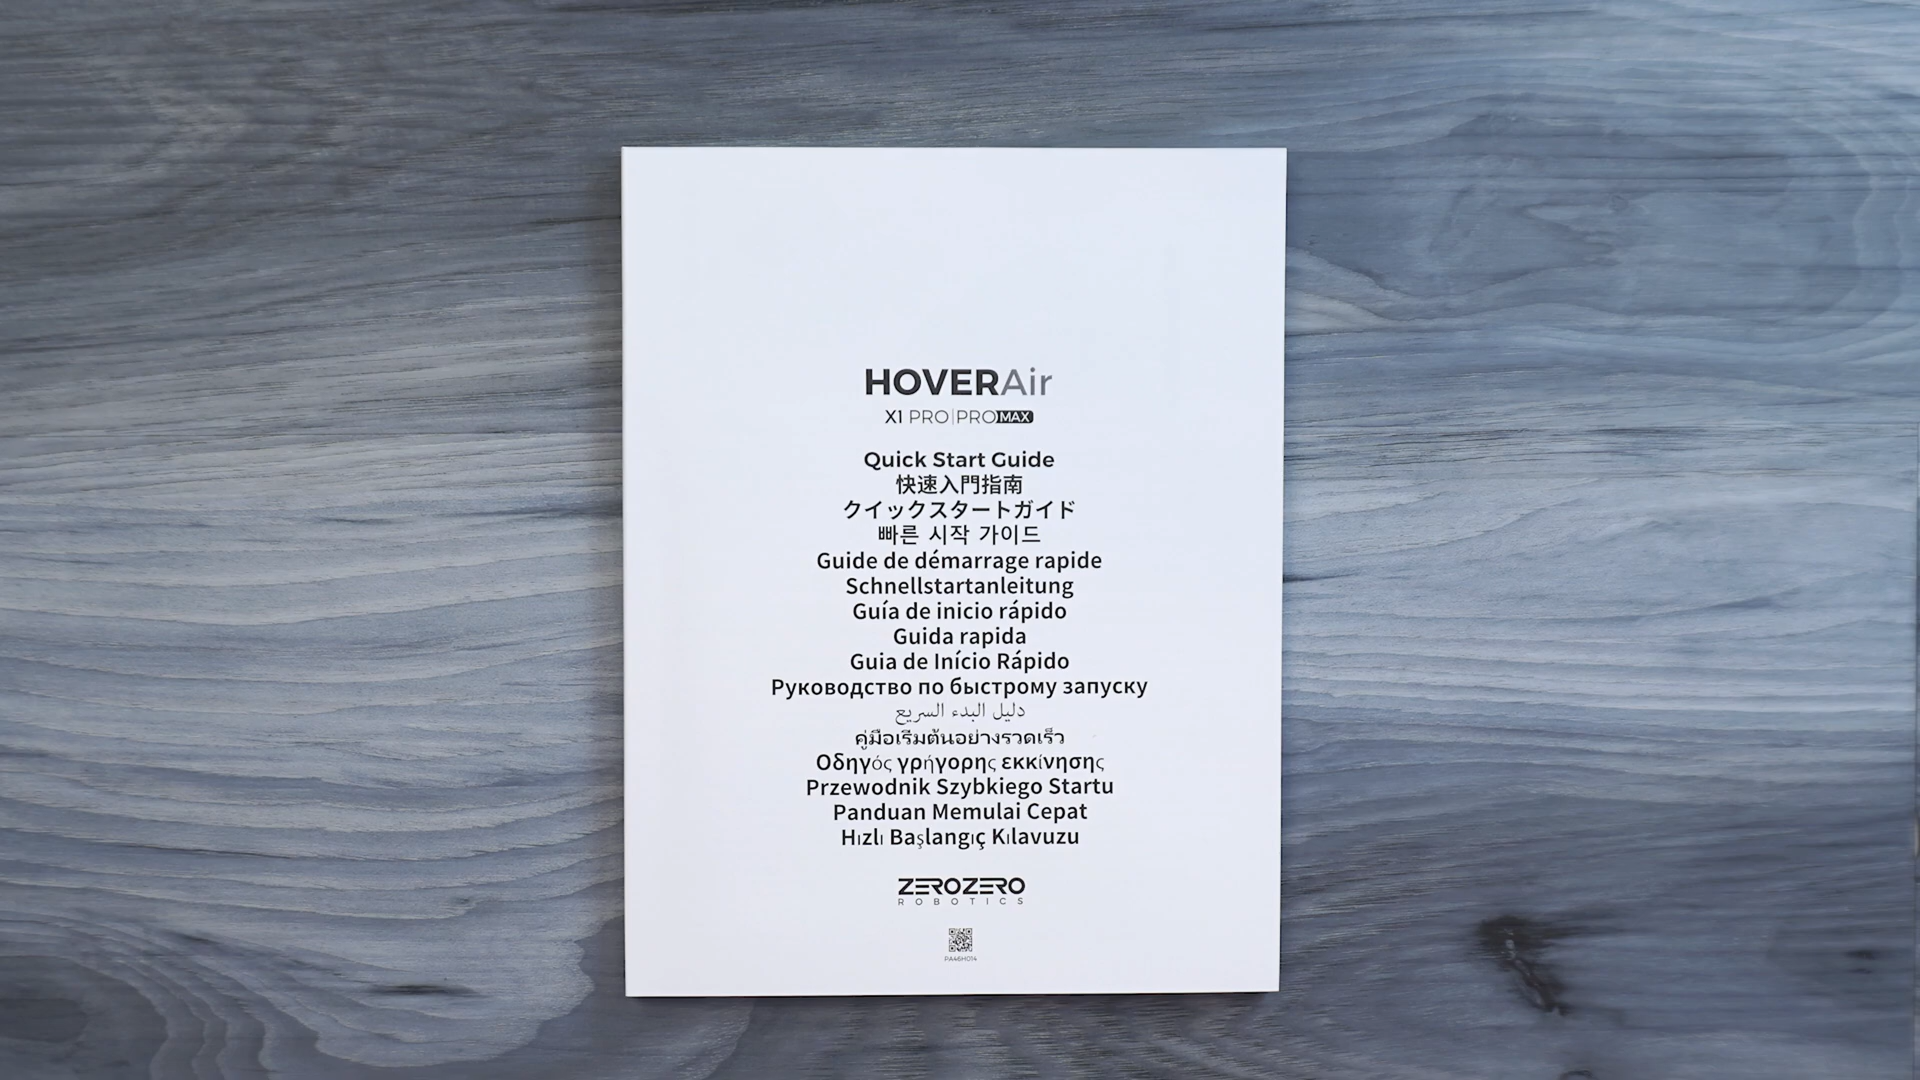 HOVERAir
X1 PRO|PRO MAX
Quick Start Guide
快速入門指南
クイックスタートガイド
빠른 시작 가이드
Guide de démarrage rapide
Schnellstartanleitung
Guía de inicio rápido
Guida rapida
Guia de Início Rápido
Руководство по быстрому запуску
دليل البدء السريع
คู่มือเริ่มต้นอย่างรวดเร็ว
Οδηγός γρήγορης εκκίνησης
Przewodnik Szybkiego Startu
Panduan Memulai Cepat
Hızlı Başlangıç Kılavuzu
ZEROZERO
ROBOTICS
PA46H014